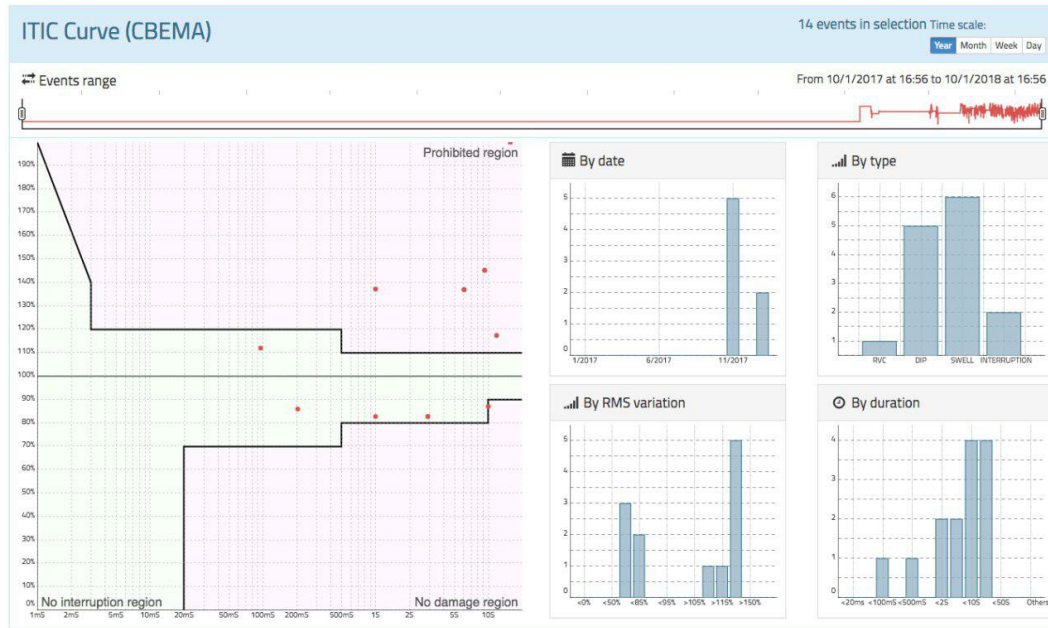 ITIC Curve (CBEMA)
14 events in selection Time scale:
Year Month Week Day
Events range
From 10/1/2017 at 16:56 to 10/1/2018 at 16:56
Prohibited region
190%
180%
170%
160%
150%
140%
130%
120%
110%
100%
90%
80%
70%
60%
50%
40%
30%
20%
10%
0%
No interruption region
No damage region
1mS 2mS 5mS 10mS 20mS 50mS 100mS 200mS 500mS 1S 2S 5S 10S
By date
5
4
3
2
1
0
1/2017 6/2017 11/2017
By type
6
5
4
3
2
1
RVC DIP SWELL INTERRUPTION
By RMS variation
5
4
3
2
1
0
<0% <50% <85% <95% >105% >115% >150%
By duration
4
3
2
1
0
<20ms <100mS <500mS <2S <10S <50S Others